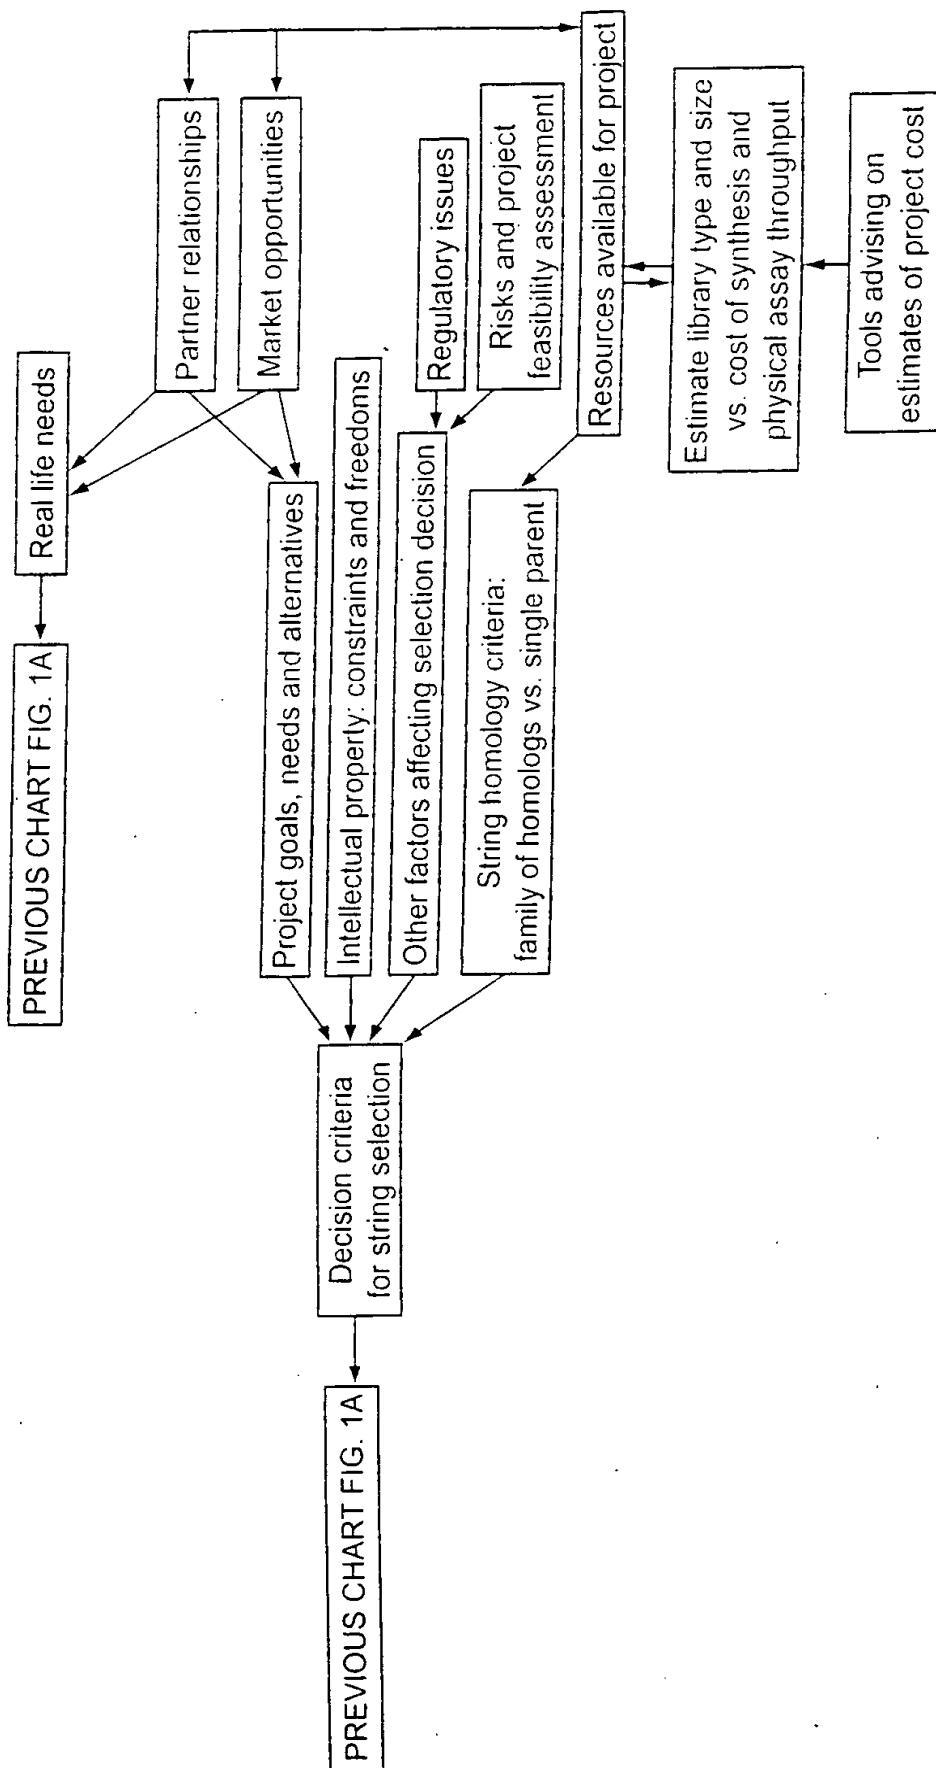 PREVIOUS CHART FIG. 1A
Real life needs
Partner relationships
Market opportunities
Project goals, needs and alternatives
Intellectual property: constraints and freedoms
Regulatory issues
Other factors affecting selection decision
Risks and project
feasibility assessment
String homology criteria:
family of homologs vs. single parent
Resources available for project
Estimate library type and size
vs. cost of synthesis and
physical assay throughput
Tools advising on
estimates of project cost
Decision criteria
for string selection
PREVIOUS CHART FIG. 1A